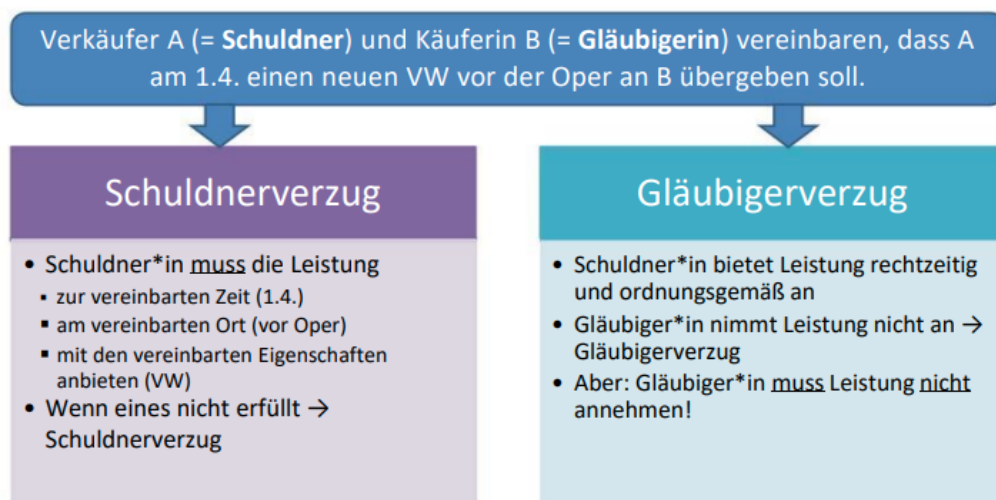 Verkäufer A (= Schuldner) und Käuferin B (= Gläubigerin) vereinbaren, dass A
am 1.4. einen neuen VW vor der Oper an B übergeben soll.
Schuldnerverzug
• Schuldner*in muss die Leistung
▪ zur vereinbarten Zeit (1.4.)
▪ am vereinbarten Ort (vor Oper)
▪ mit den vereinbarten Eigenschaften
anbieten (VW)
• Wenn eines nicht erfüllt →
Schuldnerverzug
Gläubigerverzug
• Schuldner*in bietet Leistung rechtzeitig
und ordnungsgemäß an
• Gläubiger*in nimmt Leistung nicht an →
Gläubigerverzug
• Aber: Gläubiger*in muss Leistung nicht
annehmen!